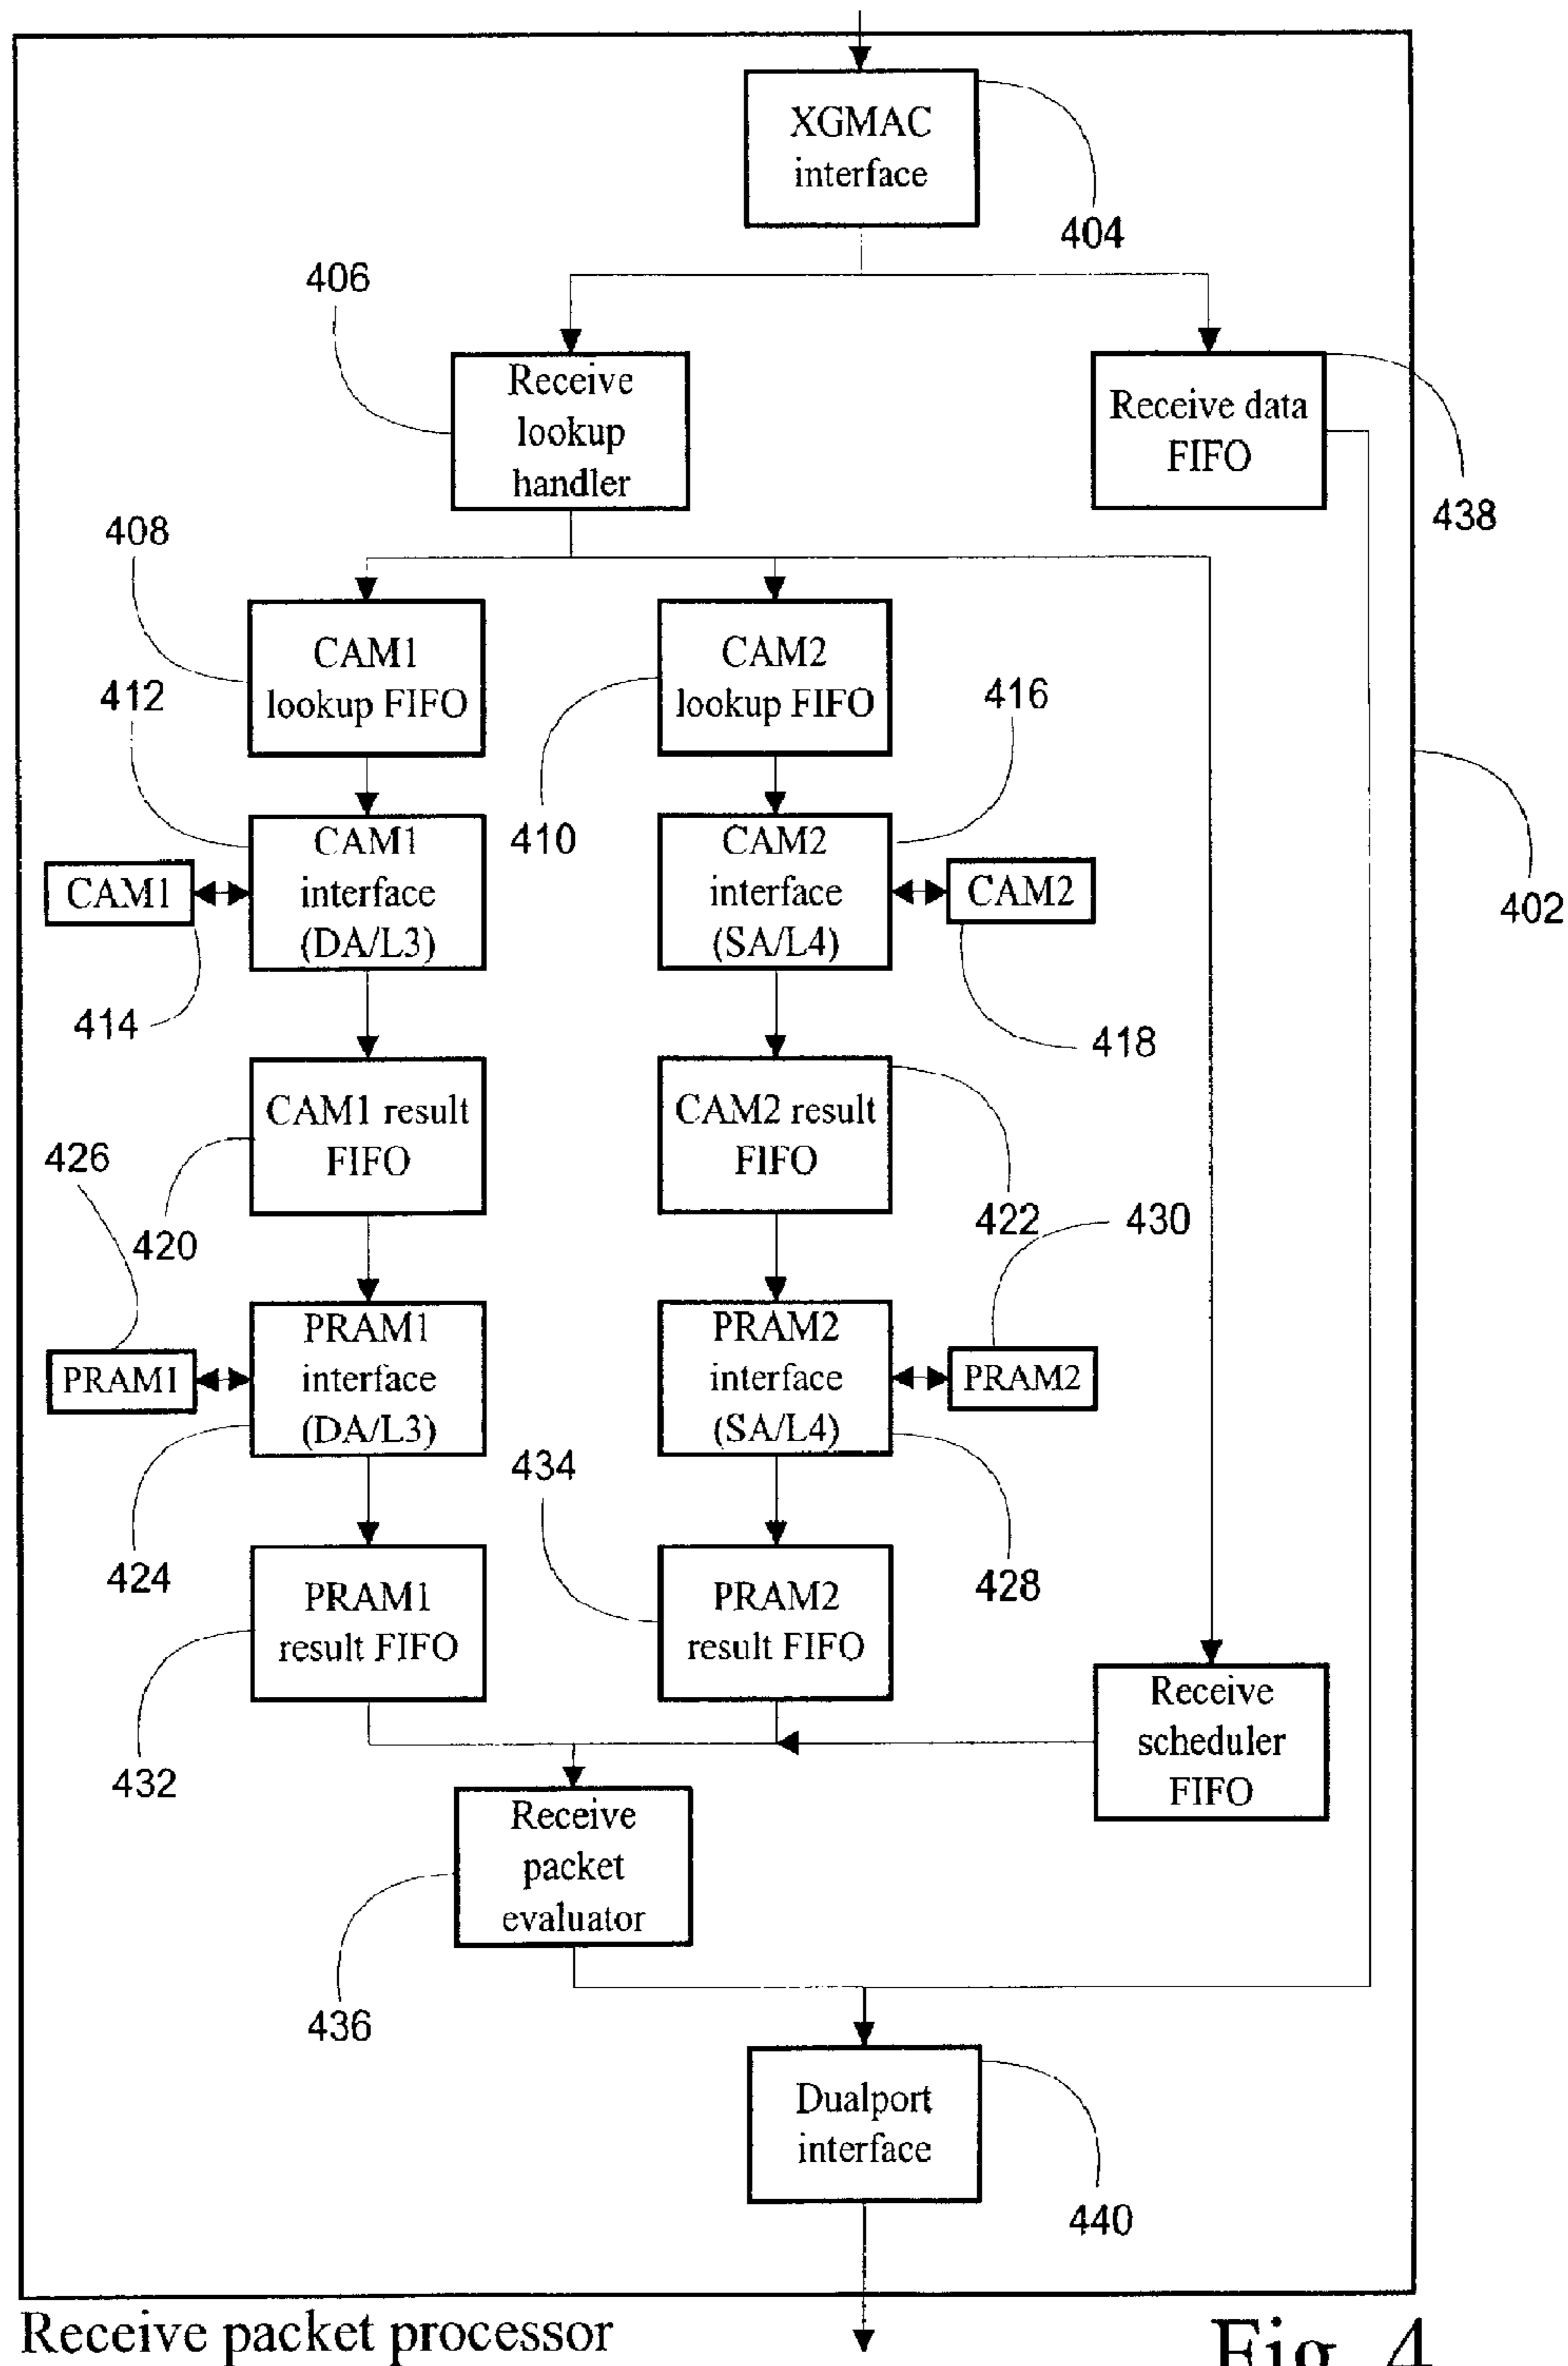 XGMAC
interface
404
406
Receive
lookup
handler
Receive data
FIFO
438
408
CAM1
lookup FIFO
CAM2
lookup FIFO
412
416
410
CAM1
interface
(DA/L3)
CAM2
interface
(SA/L4)
CAM1
CAM2
402
414
418
CAM1 result
FIFO
CAM2 result
FIFO
426
420
422
430
PRAM1
interface
(DA/L3)
PRAM2
interface
(SA/L4)
PRAM1
PRAM2
434
424
428
PRAM1
result FIFO
PRAM2
result FIFO
432
Receive
scheduler
FIFO
Receive
packet
evaluator
436
Dualport
interface
440
Receive packet processor
Fig. 4